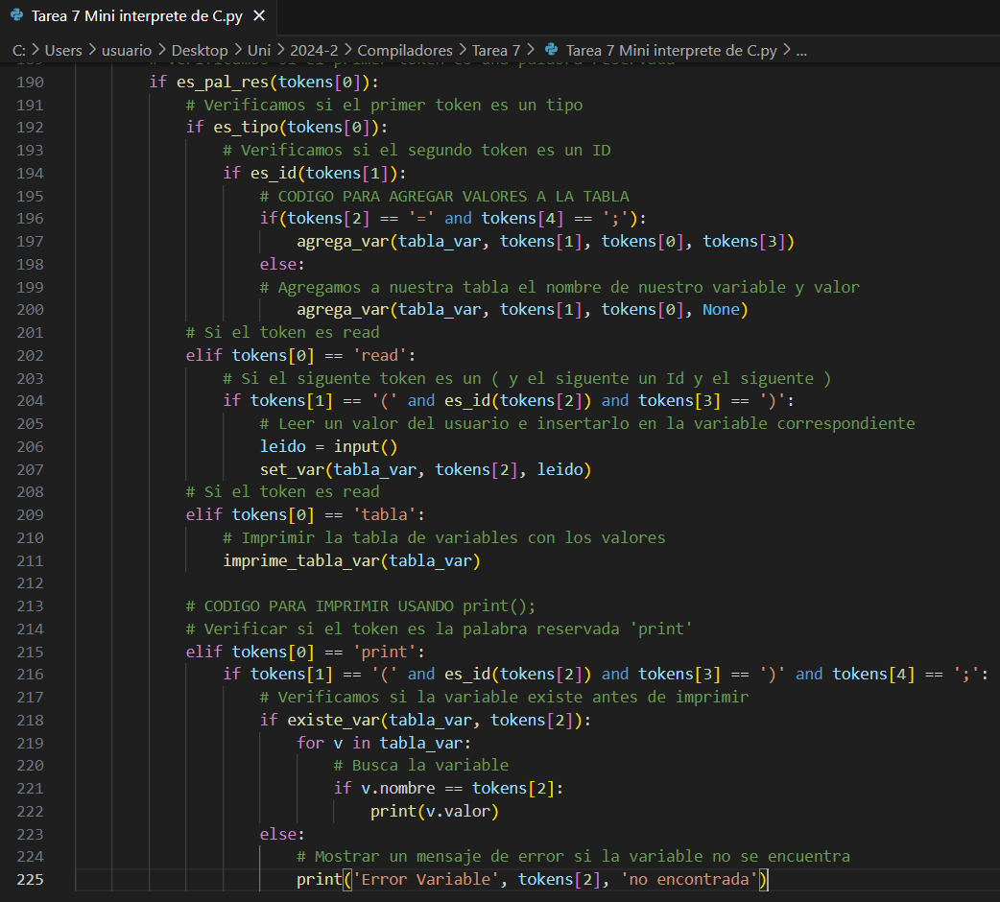 Tarea 7 Mini interprete de C.py ×
C: > Users > usuario > Desktop > Uni > 2024-2 > Compiladores > Tarea 7 > Tarea 7 Mini interprete de C.py > ...
190 if es_pal_res(tokens[0]):
191 # Verificamos si el primer token es un tipo
192 if es_tipo(tokens[0]):
193 # Verificamos si el segundo token es un ID
194 if es_id(tokens[1]):
195 # CODIGO PARA AGREGAR VALORES A LA TABLA
196 if(tokens[2] == '=' and tokens[4] == ';'):
197 agrega_var(tabla_var, tokens[1], tokens[0], tokens[3])
198 else:
199 # Agregamos a nuestra tabla el nombre de nuestro variable y valor
200 agrega_var(tabla_var, tokens[1], tokens[0], None)
201 # Si el token es read
202 elif tokens[0] == 'read':
203 # Si el siguente token es un ( y el siguente un Id y el siguente )
204 if tokens[1] == '(' and es_id(tokens[2]) and tokens[3] == ')':
205 # Leer un valor del usuario e insertarlo en la variable correspondiente
206 leido = input()
207 set_var(tabla_var, tokens[2], leido)
208 # Si el token es read
209 elif tokens[0] == 'tabla':
210 # Imprimir la tabla de variables con los valores
211 imprime_tabla_var(tabla_var)
212
213 # CODIGO PARA IMPRIMIR USANDO print();
214 # Verificar si el token es la palabra reservada 'print'
215 elif tokens[0] == 'print':
216 if tokens[1] == '(' and es_id(tokens[2]) and tokens[3] == ')' and tokens[4] == ';':
217 # Verificamos si la variable existe antes de imprimir
218 if existe_var(tabla_var, tokens[2]):
219 for v in tabla_var:
220 # Busca la variable
221 if v.nombre == tokens[2]:
222 print(v.valor)
223 else:
224 # Mostrar un mensaje de error si la variable no se encuentra
225 print('Error Variable', tokens[2], 'no encontrada')